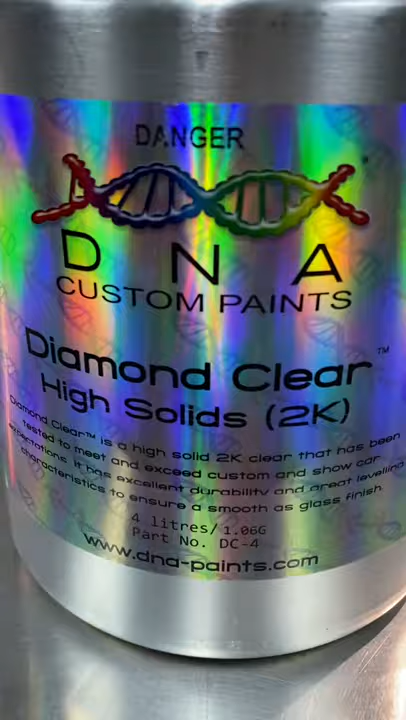 DANGER
D N A
CUSTOM PAINTS
Diamond Clear™
High Solids (2K)
Diamond Clear™ is a high solid 2K clear that has been
tested to meet and exceed custom and show car
expectations. It has excellent durability and great levelling
characteristics to ensure a smooth as glass finish.
4 litres/1.06G
Part No. DC-4
www.dna-paints.com